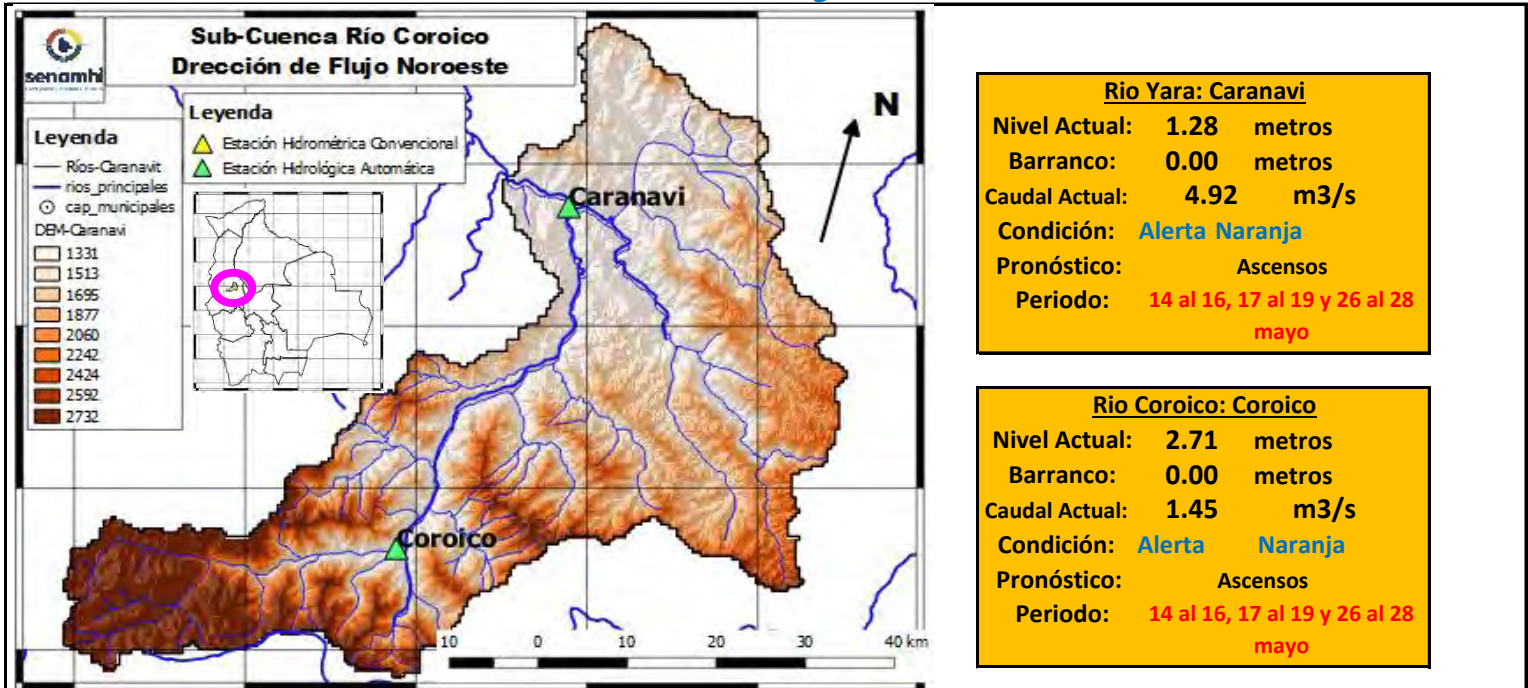 Sub-Cuenca Río Coroico
Drección de Flujo Noroeste
senamhi
Leyenda
Estación Hidrométrica Convencional
Estación Hidrológica Automática
Leyenda
Ríos-Caranavit
rios_principales
cap_municipales
DEM-Caranavi
1331
1513
1695
1877
2060
2242
2424
2592
2732
N
Caranavi
Coroico
10 0 10 20 30 40 km
Rio Yara: Caranavi
Nivel Actual: 1.28 metros
Barranco: 0.00 metros
Caudal Actual: 4.92 m3/s
Condición: Alerta Naranja
Pronóstico: Ascensos
Periodo: 14 al 16, 17 al 19 y 26 al 28
mayo
Rio Coroico: Coroico
Nivel Actual: 2.71 metros
Barranco: 0.00 metros
Caudal Actual: 1.45 m3/s
Condición: Alerta Naranja
Pronóstico: Ascensos
Periodo: 14 al 16, 17 al 19 y 26 al 28
mayo